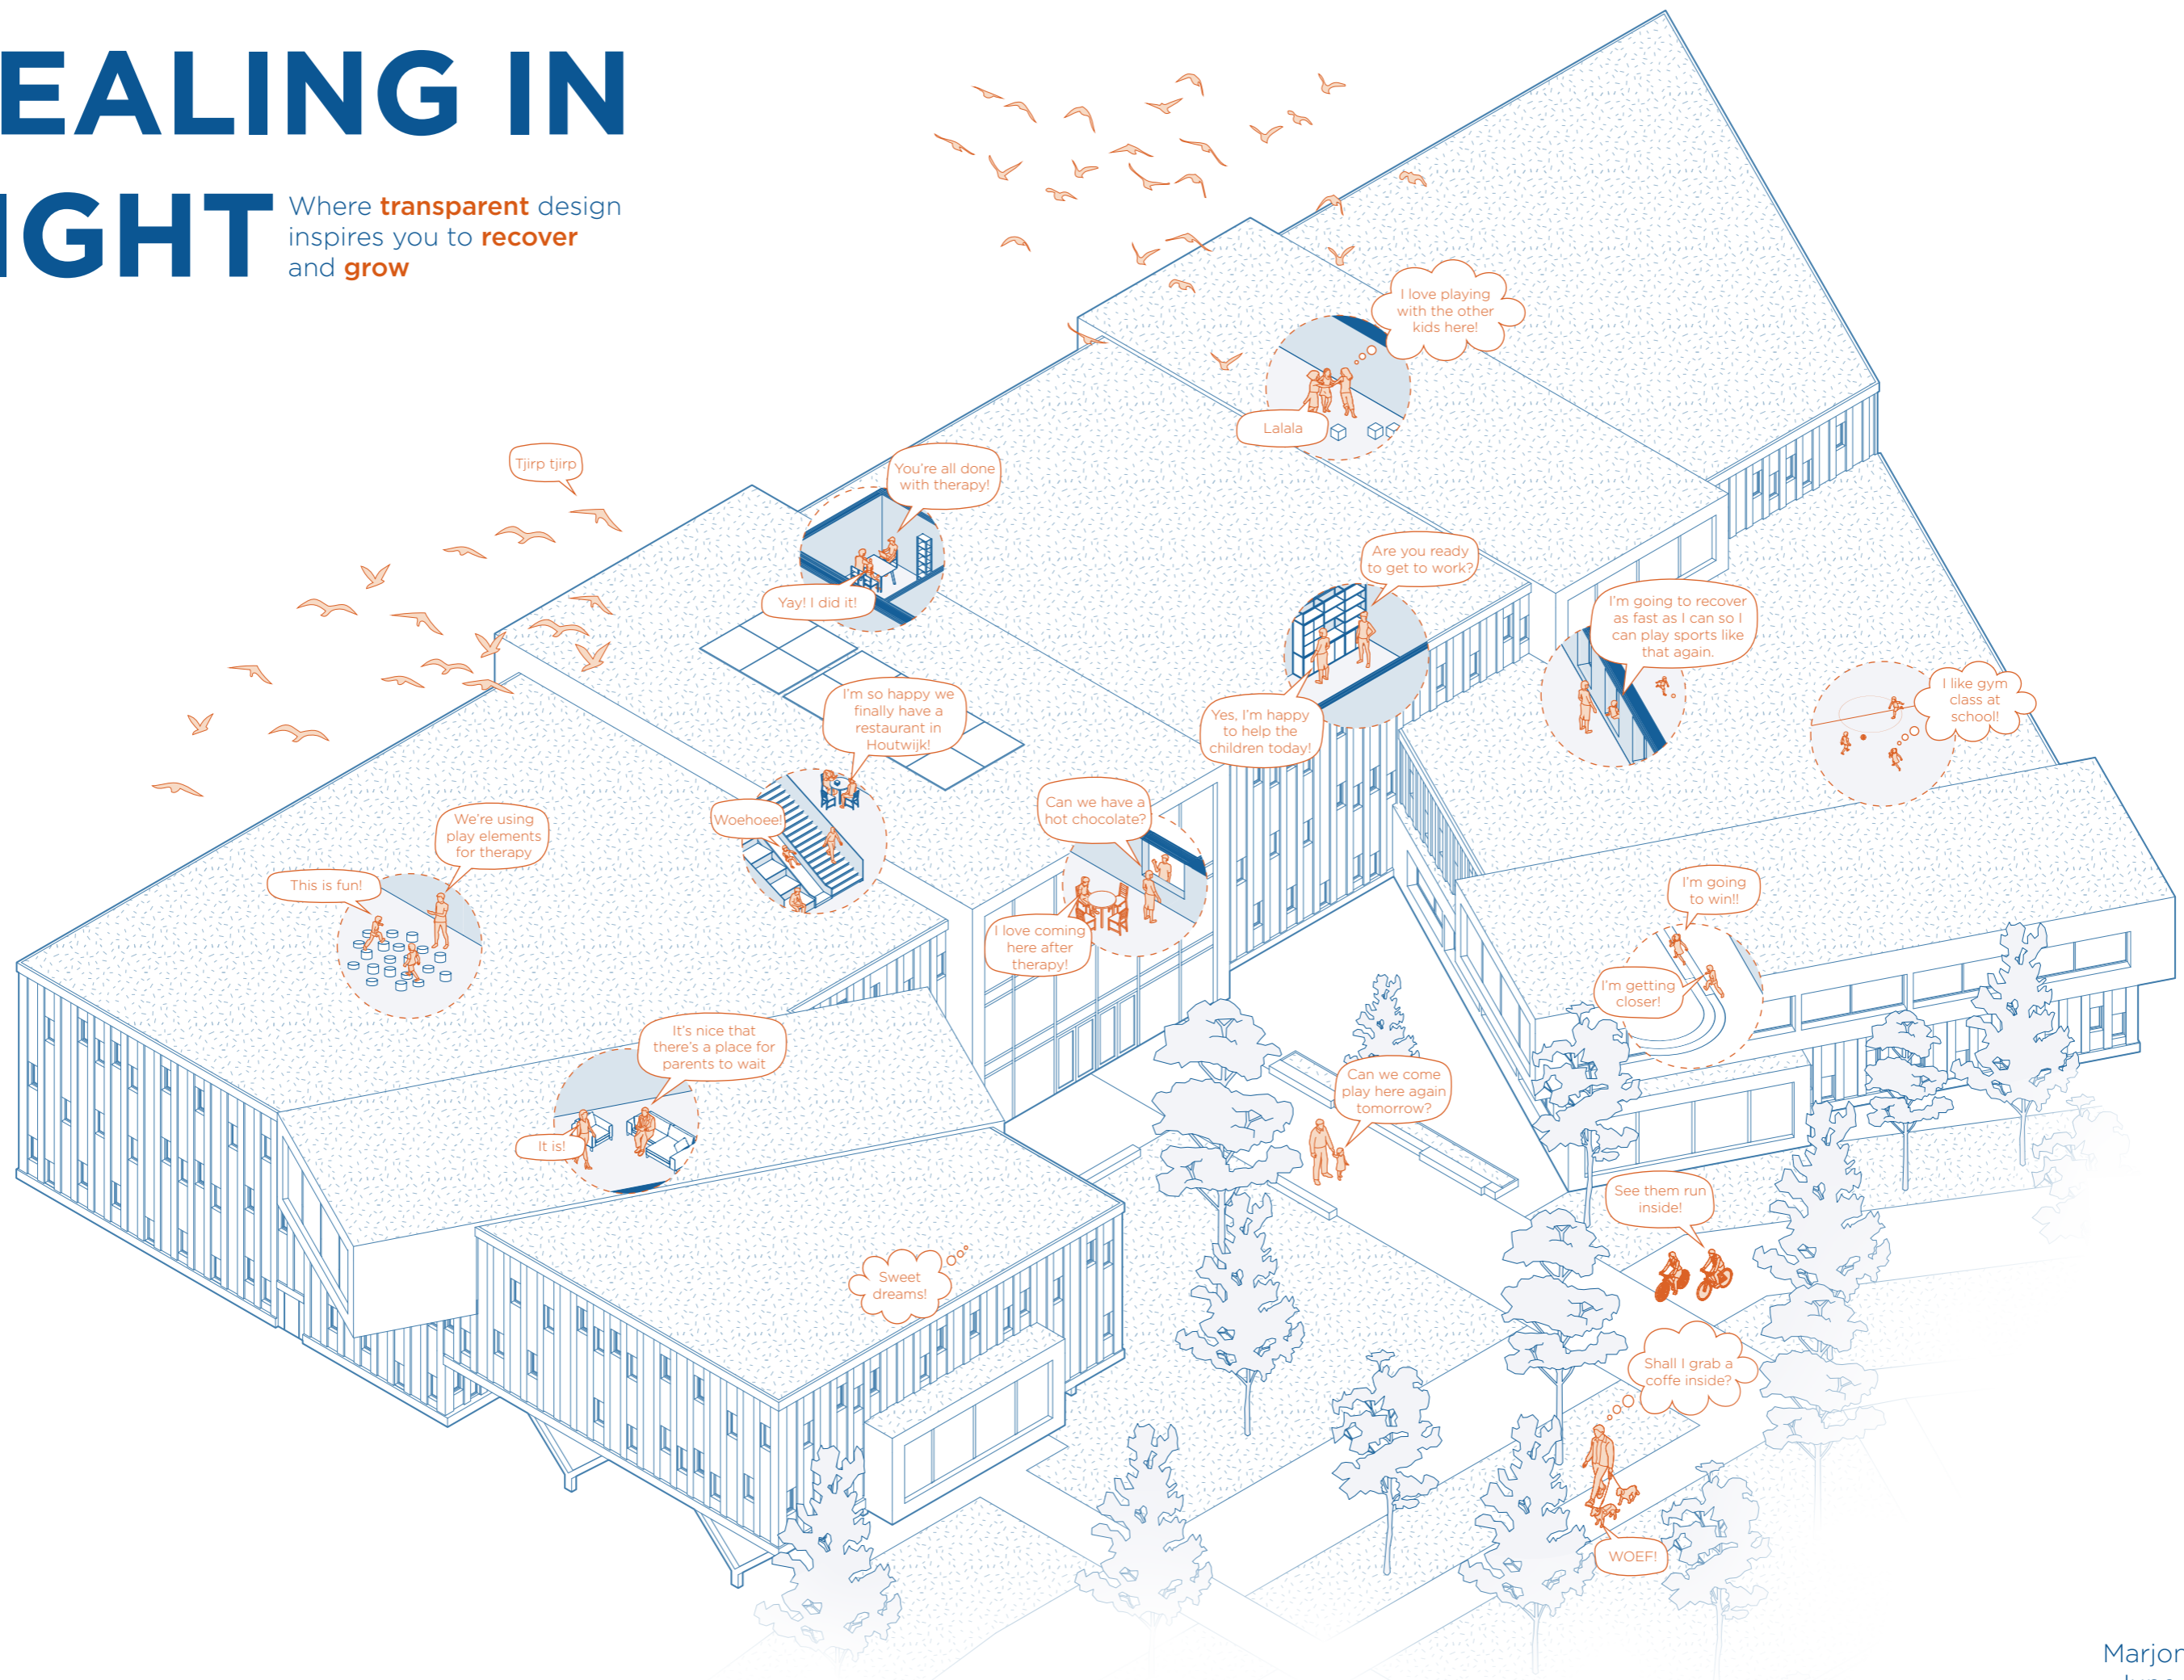 EALING IN
IGHT
Where transparent design
inspires you to recover
and grow
I love playing
with the other
kids here!
Lalala
Tjirp tjirp
You're all done
with therapy!
Yay! I did it!
Are you ready
to get to work?
Yes, I'm happy
to help the
children today!
I'm going to recover
as fast as I can so I
can play sports like
that again.
I like gym
class at
school!
I'm so happy we
finally have a
restaurant in
Houtwijk!
Woehoee!
Can we have a
hot chocolate?
I love coming
here after
therapy!
We're using
play elements
for therapy
This is fun!
I'm going
to win!!
I'm getting
closer!
It's nice that
there's a place for
parents to wait
It is!
Can we come
play here again
tomorrow?
See them run
inside!
Sweet
dreams!
Shall I grab a
coffe inside?
WOEF!
Marjon